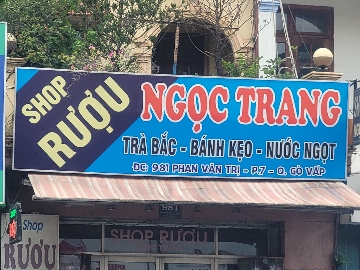 SHOP
RƯỢU
NGỌC TRANG
TRÀ BẮC - BÁNH KẸO - NƯỚC NGỌT
ĐC: 981 PHAN VĂN TRỊ - P.7 - Q. GÒ VẤP
981
SHOP RƯỢU
Shop
RƯỢU